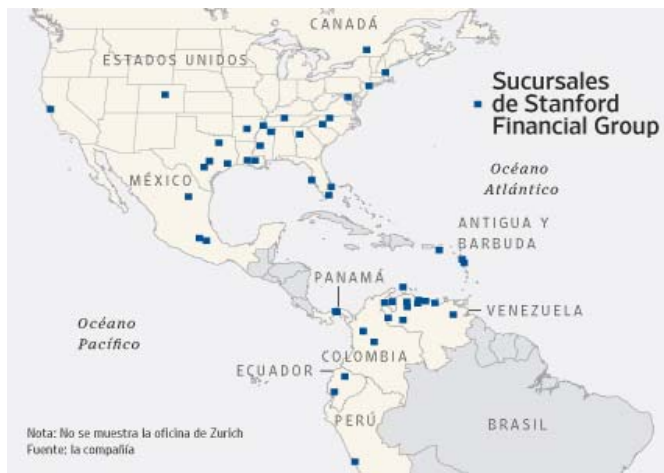 CANADÁ
ESTADOS UNIDOS
Sucursales
de Stanford
Financial Group
Océano
Atlántico
MÉXICO
ANTIGUA Y
BARBUDA
PANAMÁ
VENEZUELA
Océano
Pacífico
COLOMBIA
ECUADOR
PERÚ
BRASIL
Nota: No se muestra la oficina de Zurich
Fuente: la compañía